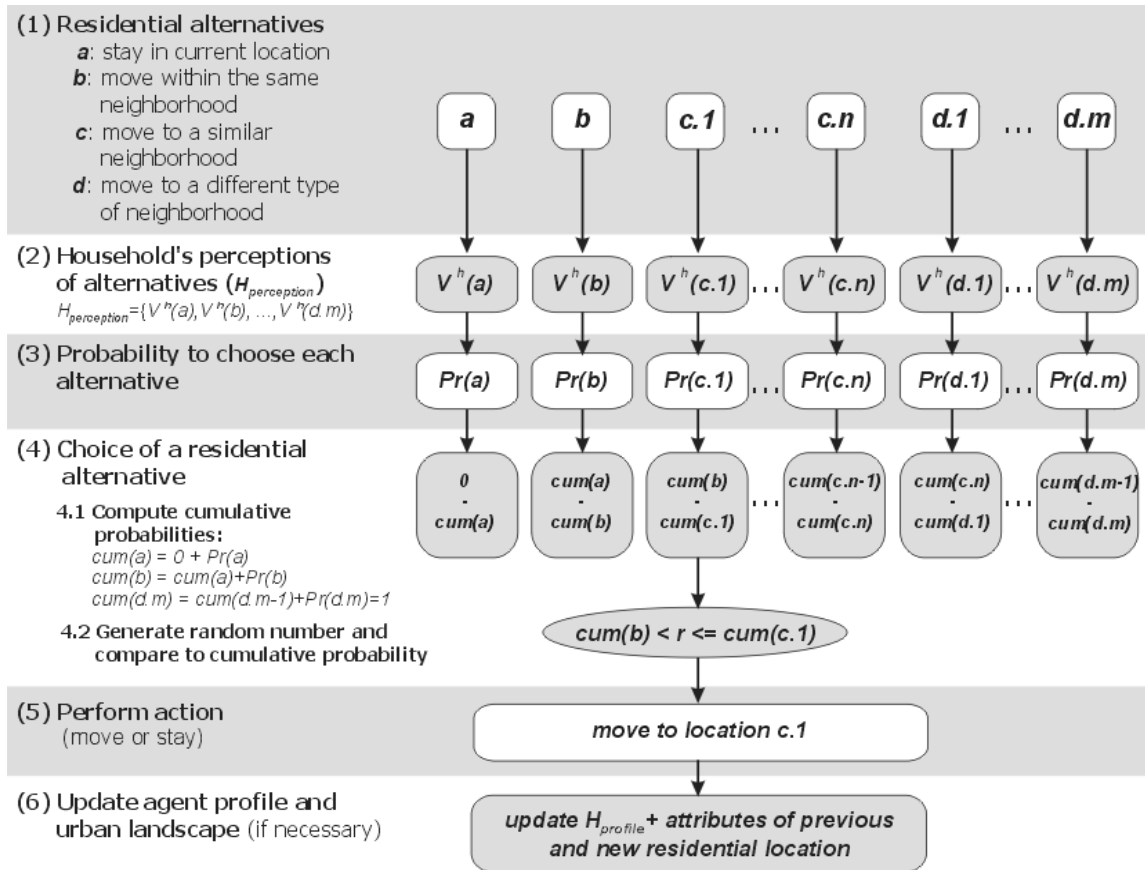 (1) Residential alternatives
a: stay in current location
b: move within the same
neighborhood
c: move to a similar
neighborhood
d: move to a different type
of neighborhood
a b c.1 ... c.n d.1 ... d.m
(2) Household's perceptions
of alternatives (H perception)
H perception={V h(a),V h(b), ...,V h(d.m)}
V h(a) V h(b) V h(c.1) ... V h(c.n) V h(d.1) ... V h(d.m)
(3) Probability to choose each
alternative
Pr(a) Pr(b) Pr(c.1) ... Pr(c.n) Pr(d.1) ... Pr(d.m)
(4) Choice of a residential
alternative
4.1 Compute cumulative
probabilities:
cum(a) = 0 + Pr(a)
cum(b) = cum(a)+Pr(b)
cum(d.m) = cum(d.m-1)+Pr(d.m)=1
4.2 Generate random number and
compare to cumulative probability
0 cum(a) cum(b) cum(c.n-1) cum(c.n) cum(d.m-1)
- - - ... - - ... -
cum(a) cum(b) cum(c.1) cum(c.n) cum(d.1) cum(d.m)
cum(b) < r <= cum(c.1)
(5) Perform action
(move or stay)
move to location c.1
(6) Update agent profile and
urban landscape (if necessary)
update H profile + attributes of previous
and new residential location